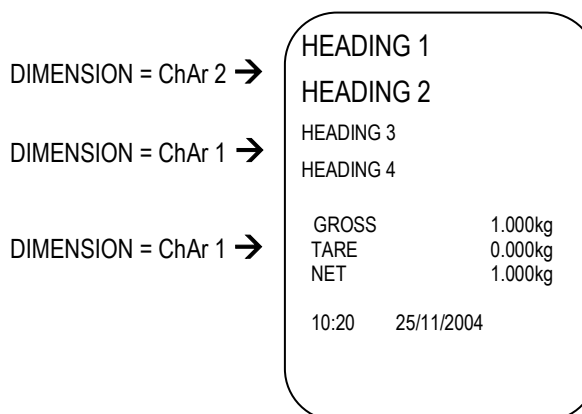 HEADING 1
DIMENSION = ChAr 2 →
HEADING 2
HEADING 3
DIMENSION = ChAr 1 →
HEADING 4
GROSS 1.000kg
DIMENSION = ChAr 1 →
TARE 0.000kg
NET 1.000kg
10:20 25/11/2004